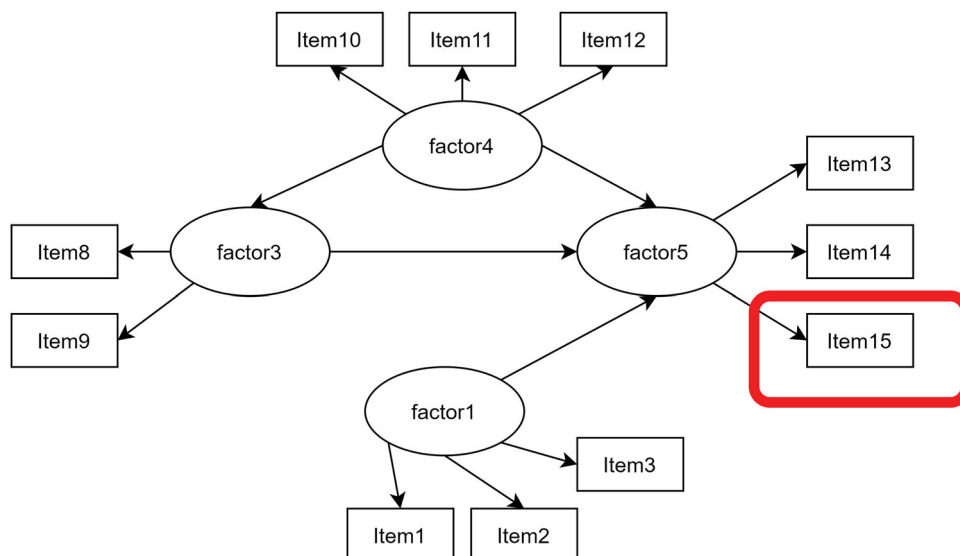 Item10
Item11
Item12
factor4
Item13
Item8
factor3
factor5
Item14
Item9
Item15
factor1
Item3
Item1
Item2